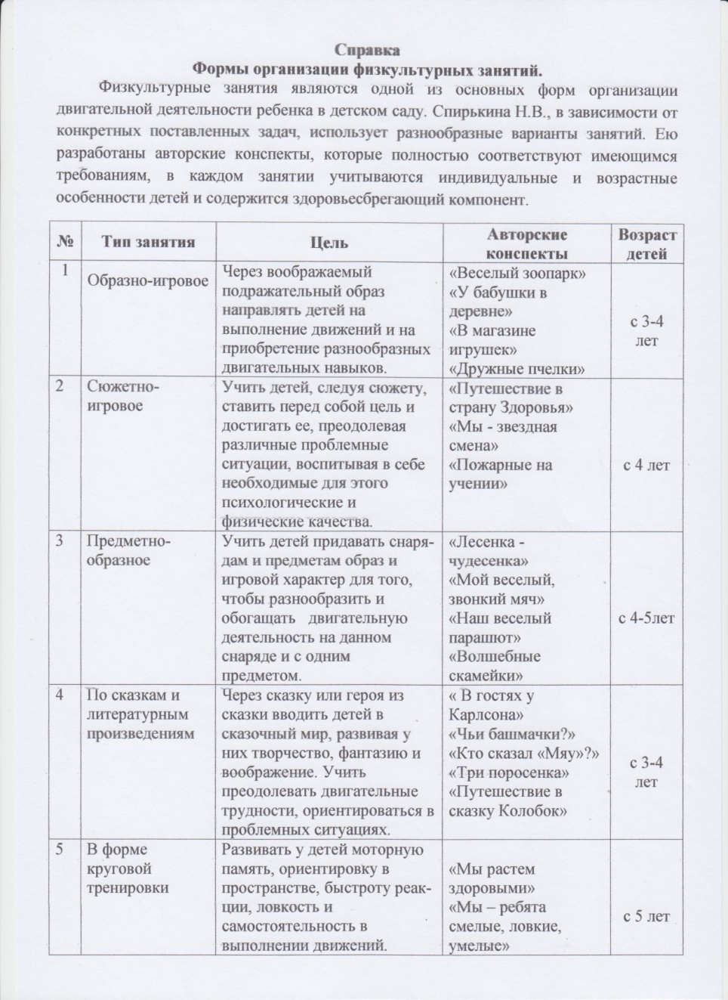 Справка
Формы организации физкультурных занятий.
Физкультурные занятия являются одной из основных форм организации
двигательной деятельности ребенка в детском саду. Спирькина Н.В., в зависимости от
конкретных поставленных задач, использует разнообразные варианты занятий. Ею
разработаны авторские конспекты, которые полностью соответствуют имеющимся
требованиям, в каждом занятии учитываются индивидуальные и возрастные
особенности детей и содержится здоровьесбрегающий компонент.
№
Тип занятия
Цель
Авторские
конспекты
Возраст
детей
1
Образно-игровое
Через воображаемый
подражательный образ
направлять детей на
выполнение движений и на
приобретение разнообразных
двигательных навыков.
«Веселый зоопарк»
«У бабушки в
деревне»
«В магазине
игрушек»
«Дружные пчелки»
с 3-4
лет
2
Сюжетно-
игровое
Учить детей, следуя сюжету,
ставить перед собой цель и
достигать ее, преодолевая
различные проблемные
ситуации, воспитывая в себе
необходимые для этого
психологические и
физические качества.
«Путешествие в
страну Здоровья»
«Мы - звездная
смена»
«Пожарные на
учении»
с 4 лет
3
Предметно-
образное
Учить детей придавать снаря-
дам и предметам образ и
игровой характер для того,
чтобы разнообразить и
обогащать двигательную
деятельность на данном
снаряде и с одним
предметом.
«Лесенка -
чудесенка»
«Мой веселый,
звонкий мяч»
«Наш веселый
парашют»
«Волшебные
скамейки»
с 4-5лет
4
По сказкам и
литературным
произведениям
Через сказку или героя из
сказки вводить детей в
сказочный мир, развивая у
них творчество, фантазию и
воображение. Учить
преодолевать двигательные
трудности, ориентироваться в
проблемных ситуациях.
« В гостях у
Карлсона»
«Чьи башмачки?»
«Кто сказал «Мяу»?»
«Три поросенка»
«Путешествие в
сказку Колобок»
с 3-4
лет
5
В форме
круговой
тренировки
Развивать у детей моторную
память, ориентировку в
пространстве, быстроту реак-
ции, ловкость и
самостоятельность в
выполнении движений.
«Мы растем
здоровыми»
«Мы – ребята
смелые, ловкие,
умелые»
с 5 лет